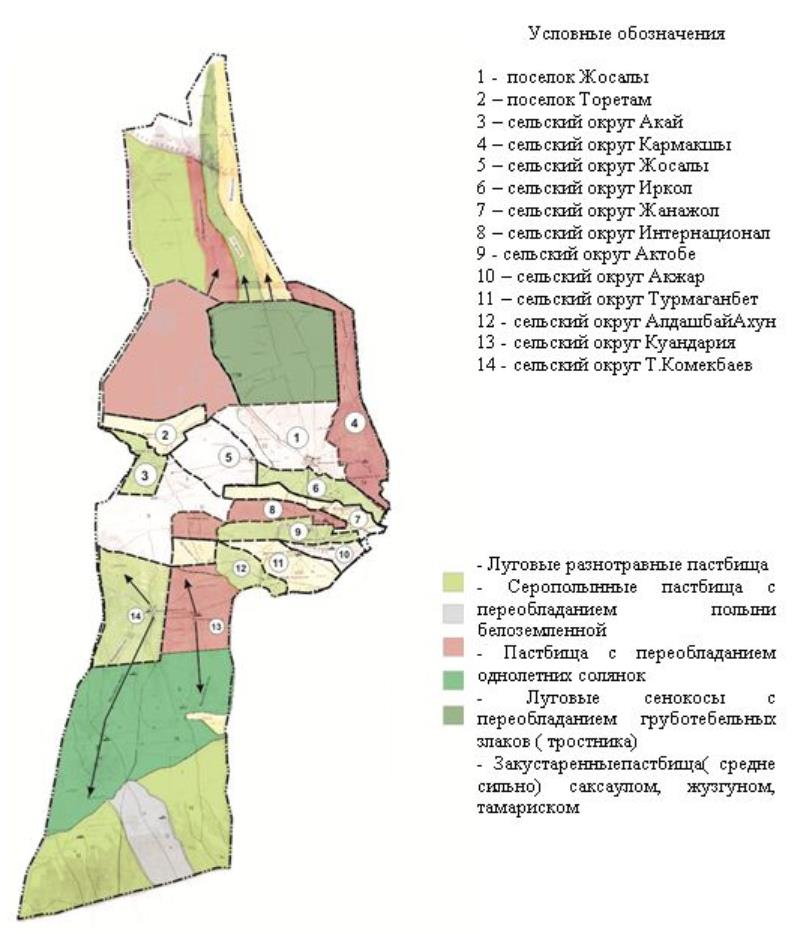 Условные обозначения
1 - поселок Жосалы
2 – поселок Торетам
3 – сельский округ Акай
4 – сельский округ Кармакшы
5 – сельский округ Жосалы
6 – сельский округ Иркол
7 – сельский округ Жанажол
8 – сельский округ Интернационал
9 - сельский округ Актобе
10 – сельский округ Акжар
11 – сельский округ Турмаганбет
12 - сельский округ АлдашбайАхун
13 - сельский округ Куандария
14 - сельский округ Т.Комекбаев
4
2
1
5
3
6
8
7
9
10
11
12
14
13
- Луговые разнотравные пастбища
- Серополынные пастбища с
переобладанием полыни
белоземленной
- Пастбища с переобладанием
однолетних солянок
- Луговые сенокосы с
переобладанием груботебельных
злаков ( тростника)
- Закустаренныепастбища( средне
сильно) саксаулом, жузгуном,
тамариском